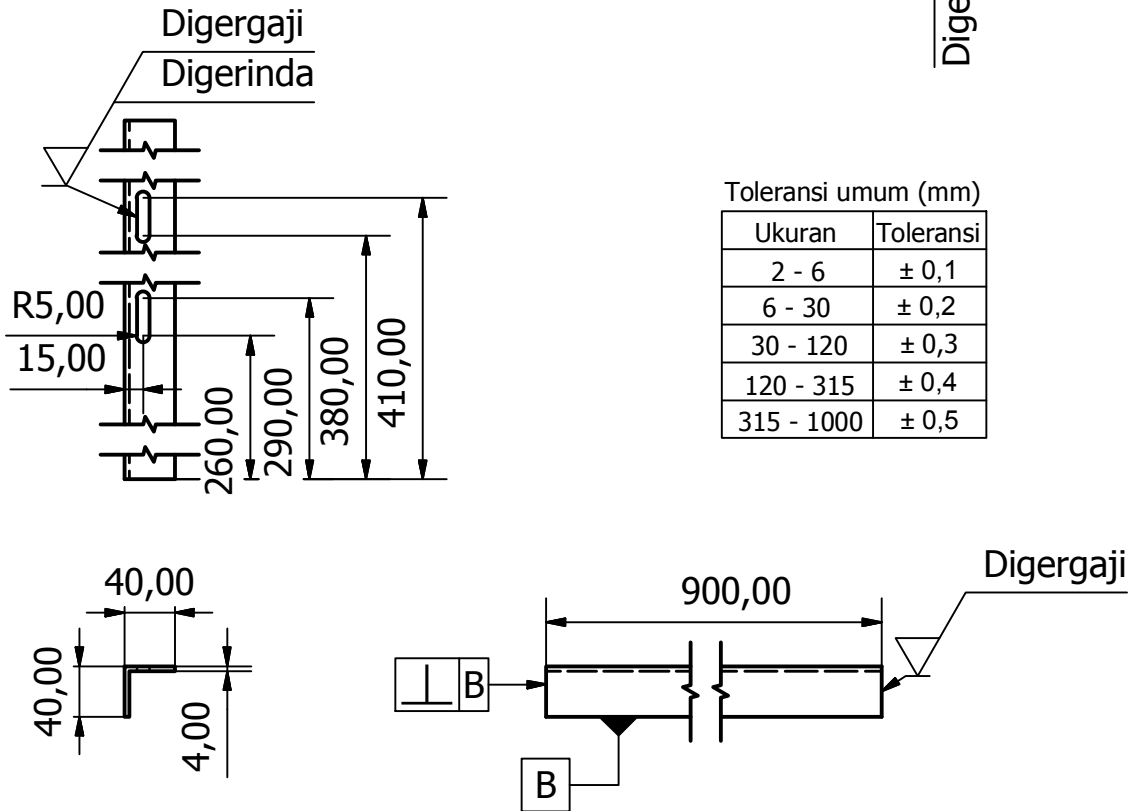 Digergaji
Digerinda
R5,00
15,00
260,00
290,00
380,00
410,00
Toleransi umum (mm)
Ukuran Toleransi
2 - 6 ± 0,1
6 - 30 ± 0,2
30 - 120 ± 0,3
120 - 315 ± 0,4
315 - 1000 ± 0,5
40,00
40,00
4,00
900,00
Digergaji
B
B